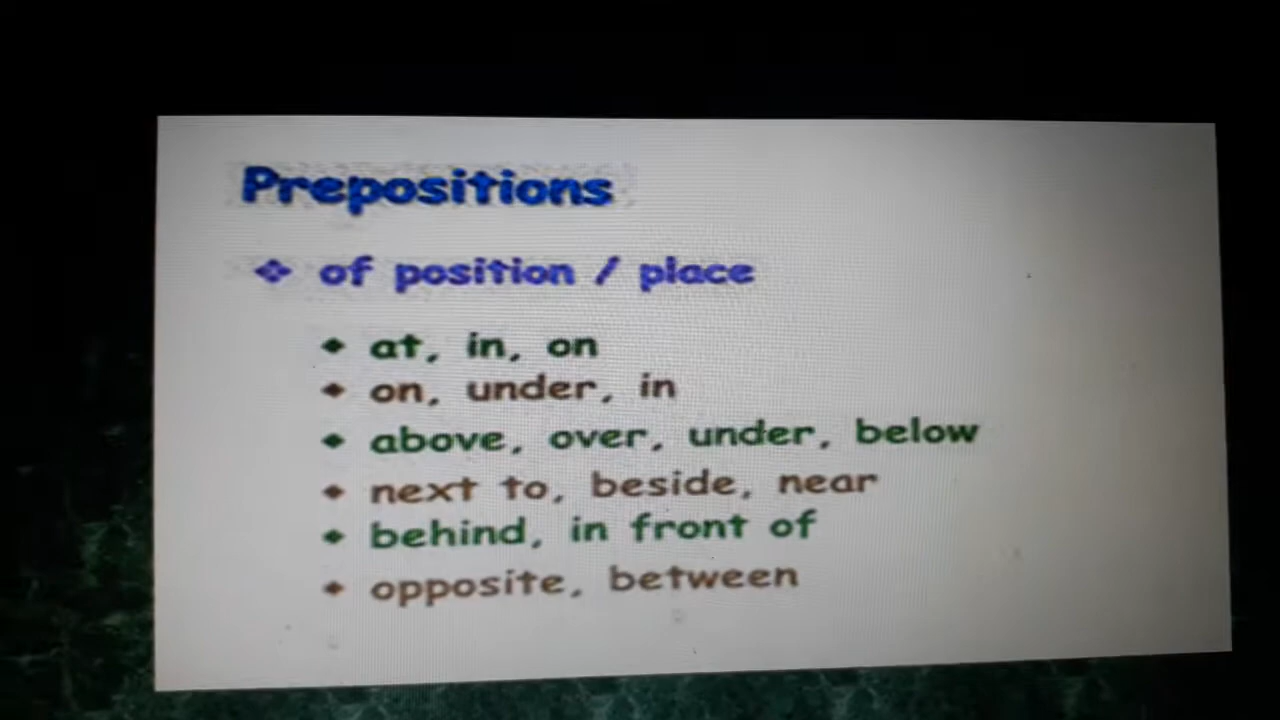 Prepositions
❖ of position / place
◆ at, in, on
◆ on, under, in
◆ above, over, under, below
◆ next to, beside, near
◆ behind, in front of
◆ opposite, between